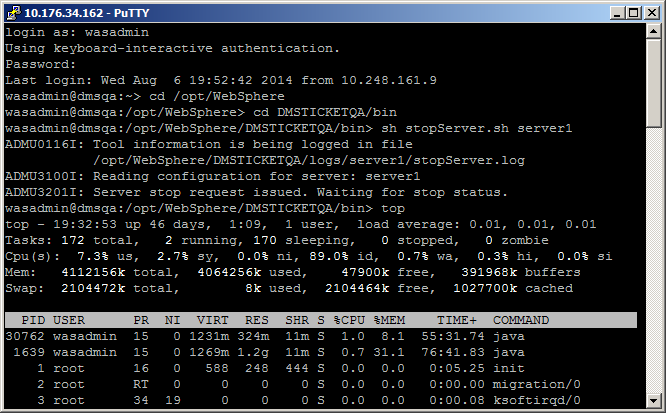 10.176.34.162 - PuTTY
login as: wasadmin
Using keyboard-interactive authentication.
Password:
Last login: Wed Aug  6 19:52:42 2014 from 10.248.161.9
wasadmin@dmsqa:~> cd /opt/WebSphere
wasadmin@dmsqa:/opt/WebSphere> cd DMSTICKETQA/bin
wasadmin@dmsqa:/opt/WebSphere/DMSTICKETQA/bin> sh stopServer.sh server1
ADMU0116I: Tool information is being logged in file
           /opt/WebSphere/DMSTICKETQA/logs/server1/stopServer.log
ADMU3100I: Reading configuration for server: server1
ADMU3201I: Server stop request issued. Waiting for stop status.
wasadmin@dmsqa:/opt/WebSphere/DMSTICKETQA/bin> top
top - 19:32:53 up 46 days,  1:09,  1 user,  load average: 0.01, 0.01, 0.01
Tasks: 172 total,   2 running, 170 sleeping,   0 stopped,   0 zombie
Cpu(s):  7.3% us,  2.7% sy,  0.0% ni, 89.0% id,  0.7% wa,  0.3% hi,  0.0% si
Mem:   4112156k total,  4064256k used,    47900k free,   391968k buffers
Swap:  2104472k total,        8k used,  2104464k free,  1027700k cached
  PID USER      PR  NI  VIRT  RES  SHR S %CPU %MEM    TIME+  COMMAND
30762 wasadmin  15   0 1231m 324m  11m S  1.0  8.1  55:31.74 java
 1639 wasadmin  15   0 1269m 1.2g  11m S  0.7 31.1  76:41.83 java
    1 root      16   0   588  248  444 S  0.0  0.0   0:05.25 init
    2 root      RT   0     0    0    0 S  0.0  0.0   0:00.00 migration/0
    3 root      34  19     0    0    0 S  0.0  0.0   0:00.08 ksoftirqd/0